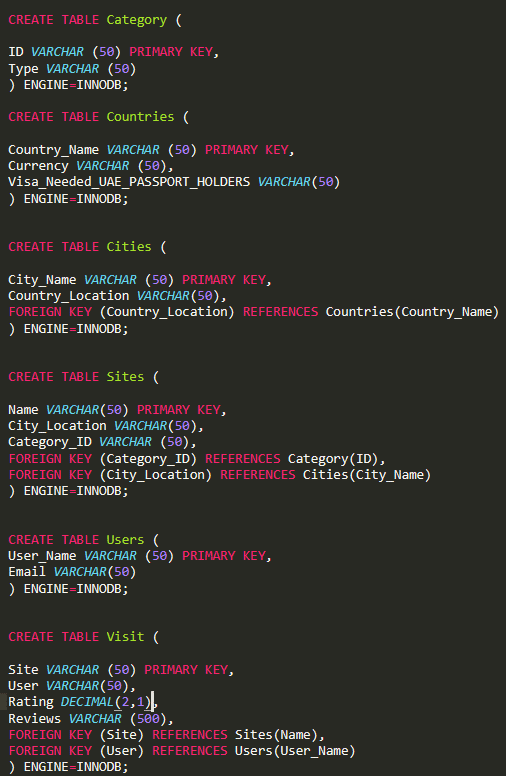 CREATE TABLE Category (
ID VARCHAR (50) PRIMARY KEY,
Type VARCHAR (50)
) ENGINE=INNODB;
CREATE TABLE Countries (
Country_Name VARCHAR (50) PRIMARY KEY,
Currency VARCHAR (50),
Visa_Needed_UAE_PASSPORT_HOLDERS VARCHAR(50)
) ENGINE=INNODB;
CREATE TABLE Cities (
City_Name VARCHAR (50) PRIMARY KEY,
Country_Location VARCHAR(50),
FOREIGN KEY (Country_Location) REFERENCES Countries(Country_Name)
) ENGINE=INNODB;
CREATE TABLE Sites (
Name VARCHAR(50) PRIMARY KEY,
City_Location VARCHAR(50),
Category_ID VARCHAR (50),
FOREIGN KEY (Category_ID) REFERENCES Category(ID),
FOREIGN KEY (City_Location) REFERENCES Cities(City_Name)
) ENGINE=INNODB;
CREATE TABLE Users (
User_Name VARCHAR (50) PRIMARY KEY,
Email VARCHAR(50)
) ENGINE=INNODB;
CREATE TABLE Visit (
Site VARCHAR (50) PRIMARY KEY,
User VARCHAR(50),
Rating DECIMAL(2,1),
Reviews VARCHAR (500),
FOREIGN KEY (Site) REFERENCES Sites(Name),
FOREIGN KEY (User) REFERENCES Users(User_Name)
) ENGINE=INNODB;